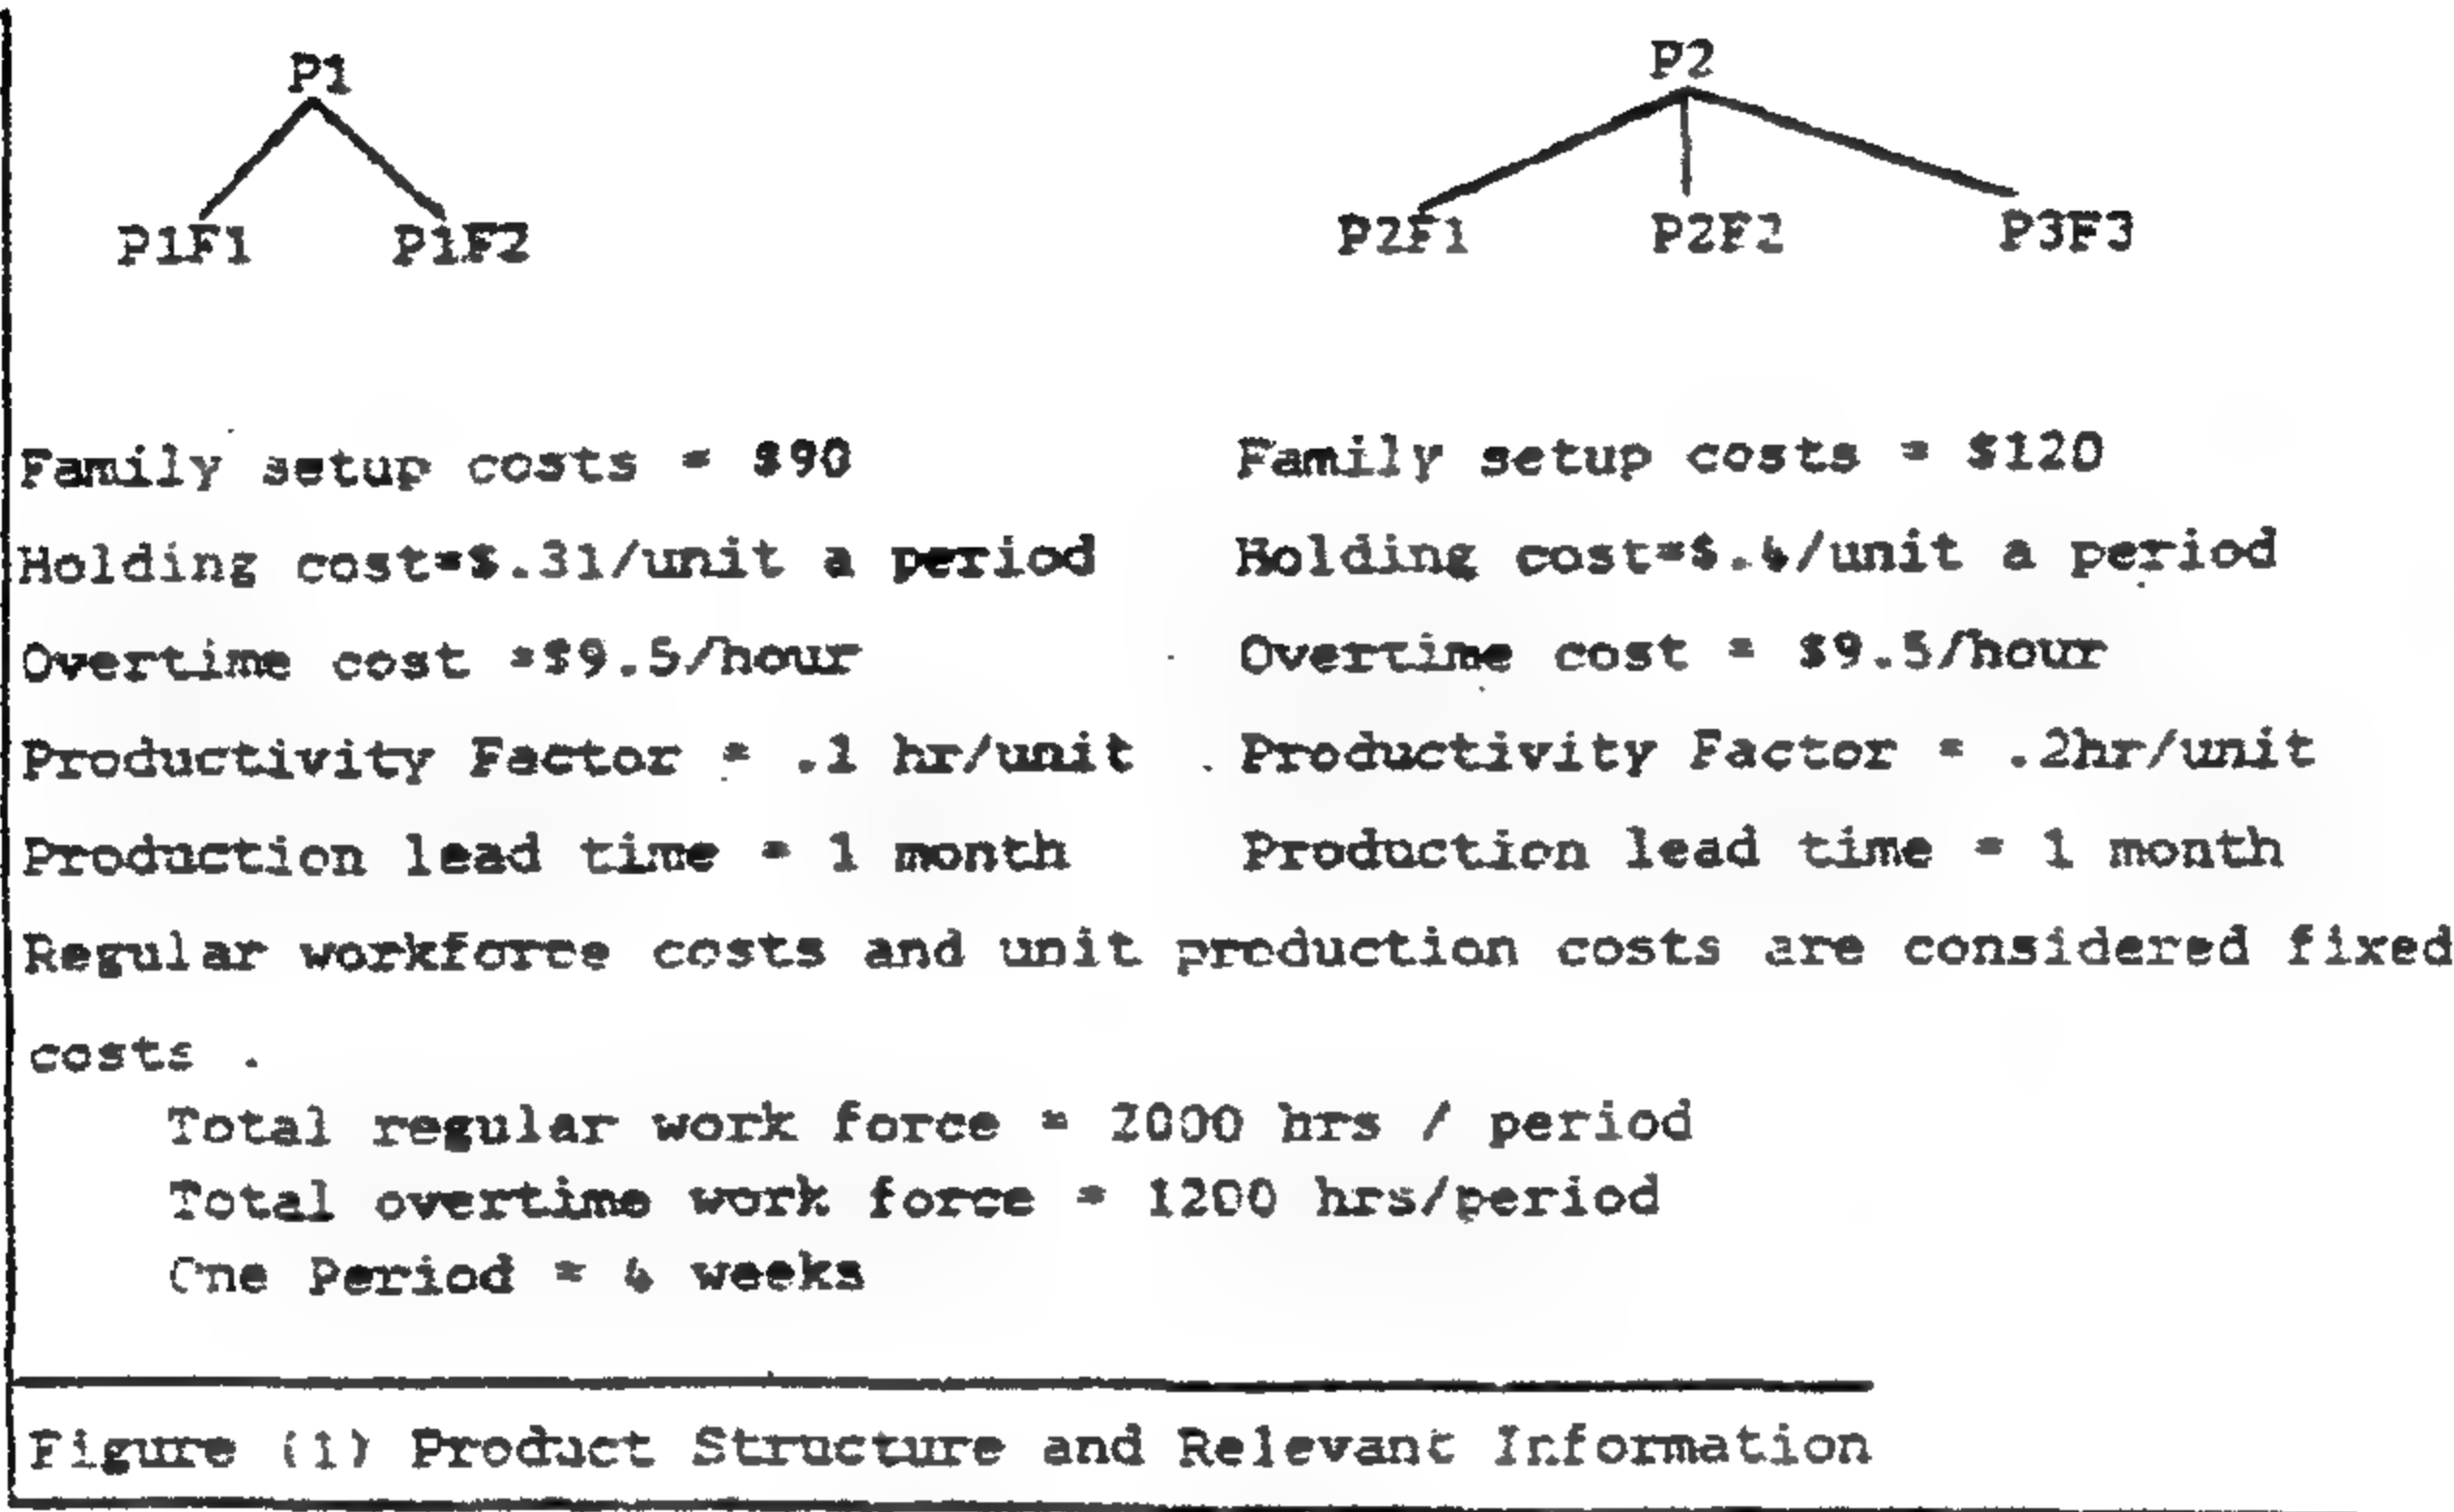 P1
P2
P1F1 P1F2
P2F1 P2F2 P3F3
Family setup costs = $90
Family setup costs = $120
Holding cost=$.31/unit a period
Holding cost=$.4/unit a period
Overtime cost =$9.5/hour
Overtime cost = $9.5/hour
Productivity Factor = .1 hr/unit
Productivity Factor = .2hr/unit
Production lead time = 1 month
Production lead time = 1 month
Regular workforce costs and unit production costs are considered fixed
costs .
Total regular work force = 2000 hrs / period
Total overtime work force = 1200 hrs/period
One Period = 4 weeks
Figure (1) Product Structure and Relevant Information